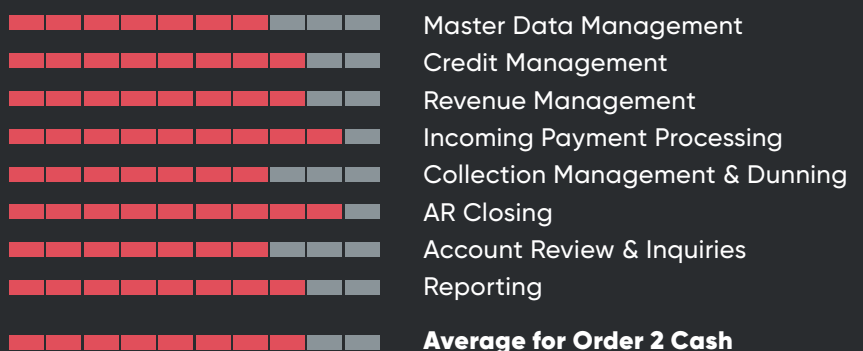 Master Data Management
Credit Management
Revenue Management
Incoming Payment Processing
Collection Management & Dunning
AR Closing
Account Review & Inquiries
Reporting
Average for Order 2 Cash